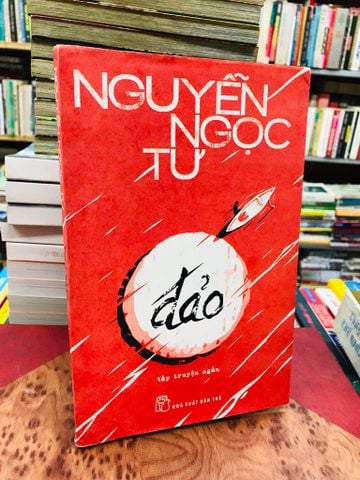 NGUYỄN
NGỌC
TƯ
đảo
tập truyện ngắn
NHÀ XUẤT BẢN TRẺ